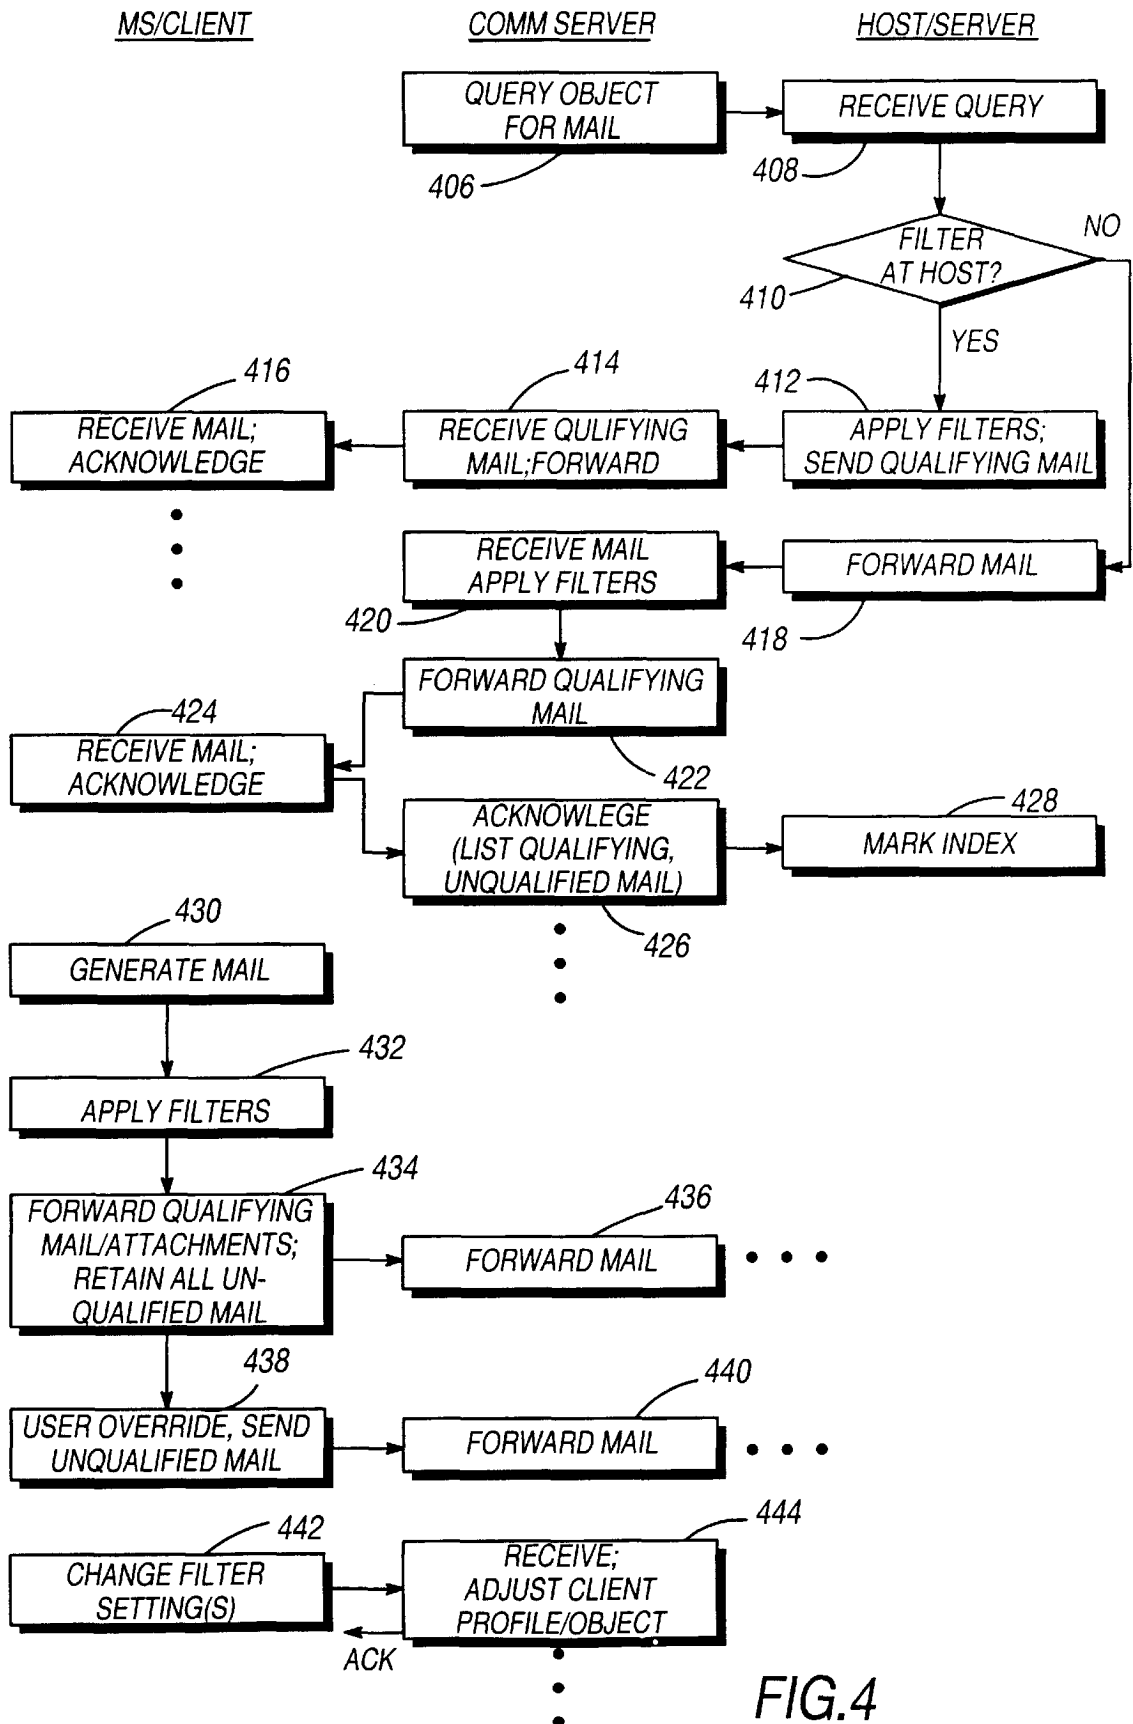 MS/CLIENT
COMM SERVER
HOST/SERVER
QUERY OBJECT
FOR MAIL
406
RECEIVE QUERY
408
FILTER
AT HOST?
410
NO
YES
416
RECEIVE MAIL;
ACKNOWLEDGE
414
RECEIVE QULIFYING
MAIL;FORWARD
412
APPLY FILTERS;
SEND QUALIFYING MAIL
RECEIVE MAIL
APPLY FILTERS
420
FORWARD MAIL
418
FORWARD QUALIFYING
MAIL
422
424
RECEIVE MAIL;
ACKNOWLEDGE
ACKNOWLEGE
(LIST QUALIFYING,
UNQUALIFIED MAIL)
426
428
MARK INDEX
430
GENERATE MAIL
432
APPLY FILTERS
434
FORWARD QUALIFYING
MAIL/ATTACHMENTS;
RETAIN ALL UN-
QUALIFIED MAIL
436
FORWARD MAIL
438
USER OVERRIDE, SEND
UNQUALIFIED MAIL
440
FORWARD MAIL
442
CHANGE FILTER
SETTING(S)
444
RECEIVE;
ADJUST CLIENT
PROFILE/OBJECT
ACK
FIG.4